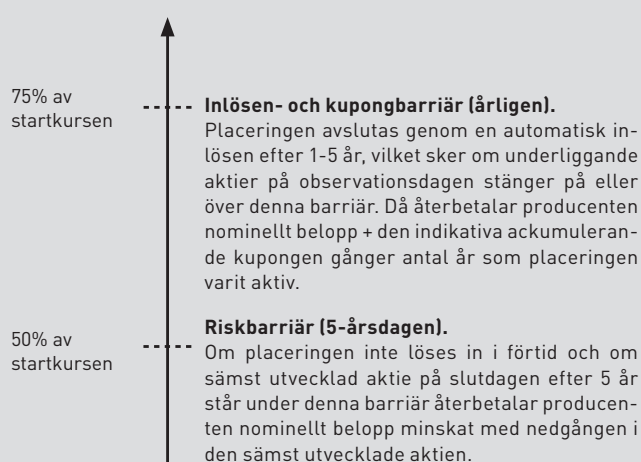 75% av
startkursen
Inlösen- och kupongbarriär (årligen).
Placeringen avslutas genom en automatisk in-
lösen efter 1-5 år, vilket sker om underliggande
aktier på observationsdagen stänger på eller
över denna barriär. Då återbetalar producenten
nominellt belopp + den indikativa ackumuleran-
de kupongen gånger antal år som placeringen
varit aktiv.
50% av
startkursen
Riskbarriär (5-årsdagen).
Om placeringen inte löses in i förtid och om
sämst utvecklad aktie på slutdagen efter 5 år
står under denna barriär återbetalar producen-
ten nominellt belopp minskat med nedgången i
den sämst utvecklade aktien.